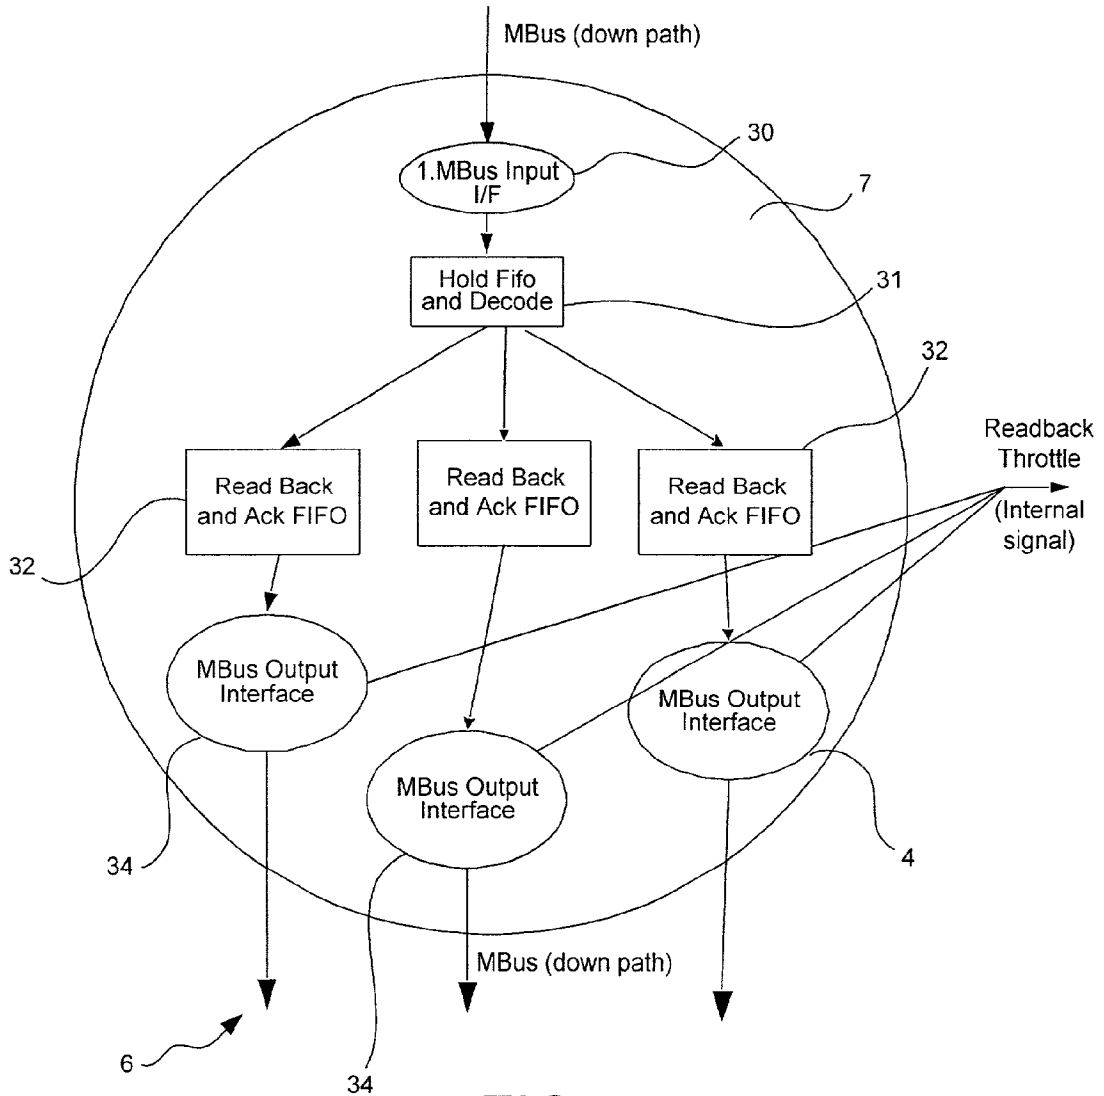 MBus (down path)
30
1.MBus Input
I/F
7
Hold Fifo
and Decode
31
32
Readback
Throttle
(Internal
signal)
Read Back
and Ack FIFO
Read Back
and Ack FIFO
Read Back
and Ack FIFO
32
MBus Output
Interface
MBus Output
Interface
MBus Output
Interface
34
4
MBus (down path)
6
34